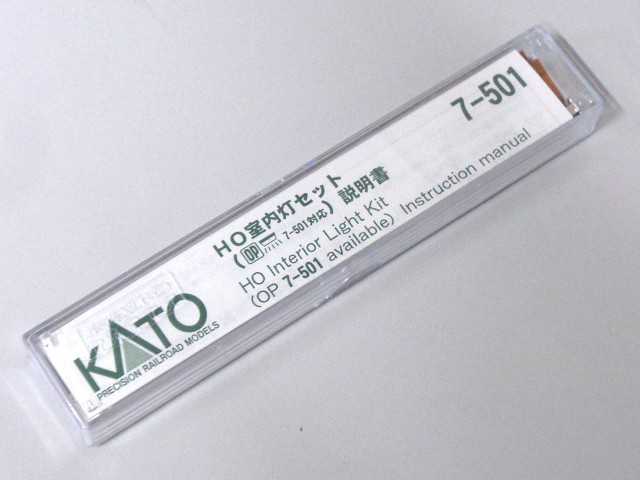 KATO
PRECISION RAILROAD MODELS
HO室内灯セット
(OP 7-501対応) 説明書
HO Interior Light Kit
(OP 7-501 available) Instruction manual
7-501